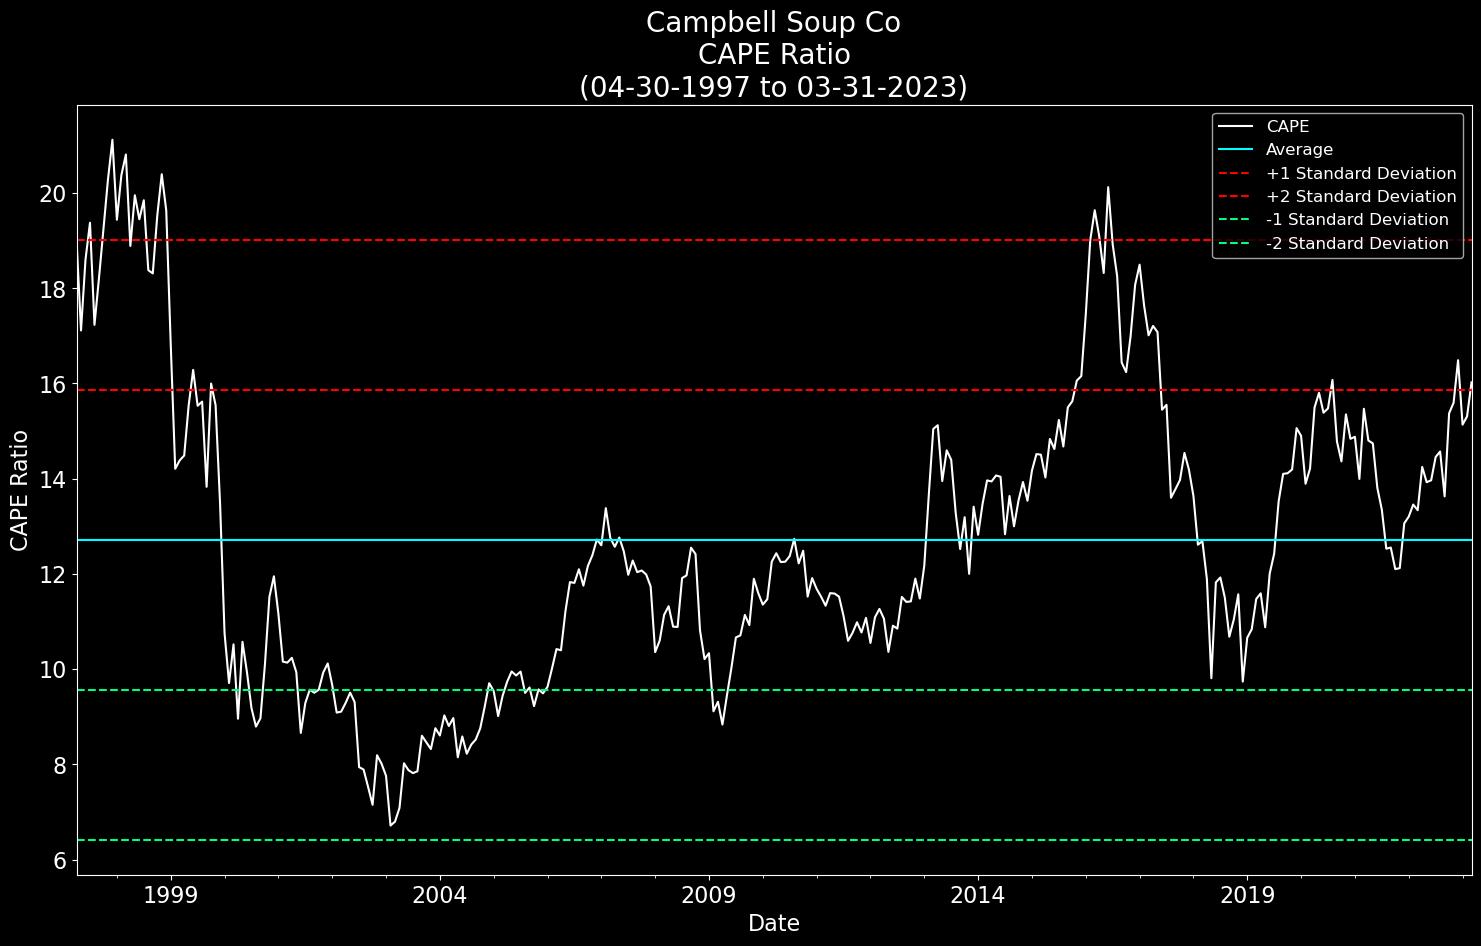 Campbell Soup Co
CAPE Ratio
(04-30-1997 to 03-31-2023)
CAPE
Average
+1 Standard Deviation
+2 Standard Deviation
-1 Standard Deviation
-2 Standard Deviation
CAPE Ratio
20
18
16
14
12
10
8
6
1999 2004 2009 2014 2019
Date